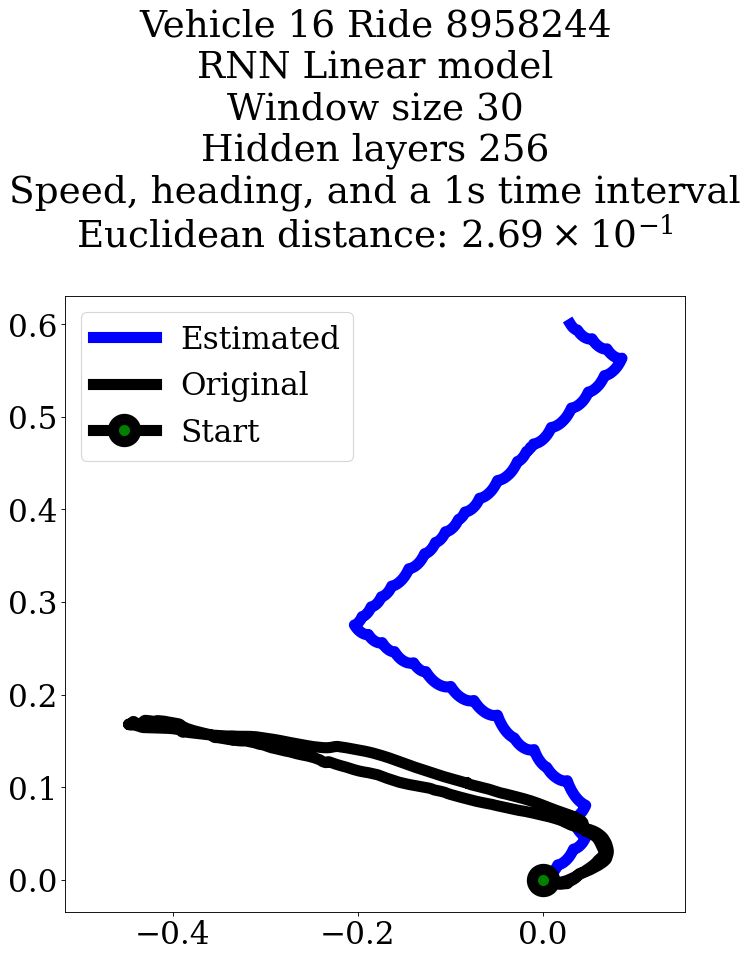 Vehicle 16 Ride 8958244
RNN Linear model
Window size 30
Hidden layers 256
Speed, heading, and a 1s time interval
Euclidean distance: 2.69 × 10⁻¹
Estimated
Original
Start
0.6
0.5
0.4
0.3
0.2
0.1
0.0
−0.4 −0.2 0.0